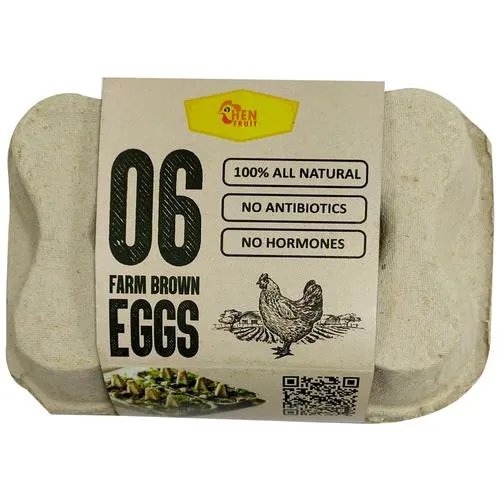 HEN
FRUIT
06
FARM BROWN
EGGS
100% ALL NATURAL
NO ANTIBIOTICS
NO HORMONES